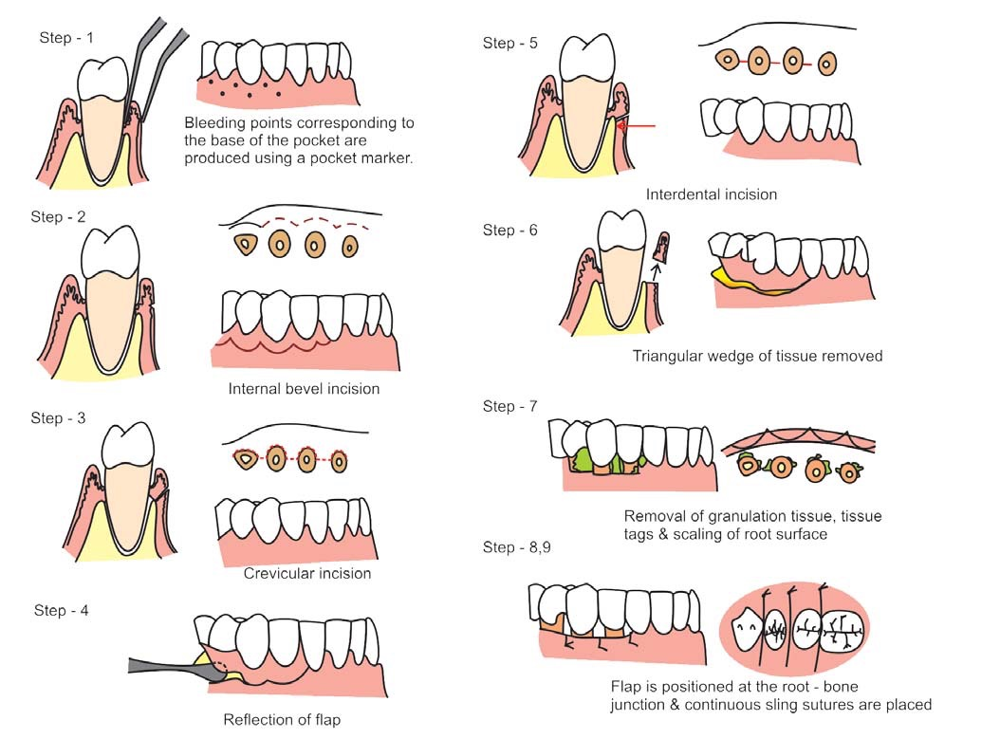 Step - 1
Bleeding points corresponding to
the base of the pocket are
produced using a pocket marker.
Step - 2
Internal bevel incision
Step - 3
Crevicular incision
Step - 4
Reflection of flap
Step - 5
Interdental incision
Step - 6
Triangular wedge of tissue removed
Step - 7
Removal of granulation tissue, tissue
tags & scaling of root surface
Step - 8,9
Flap is positioned at the root - bone
junction & continuous sling sutures are placed